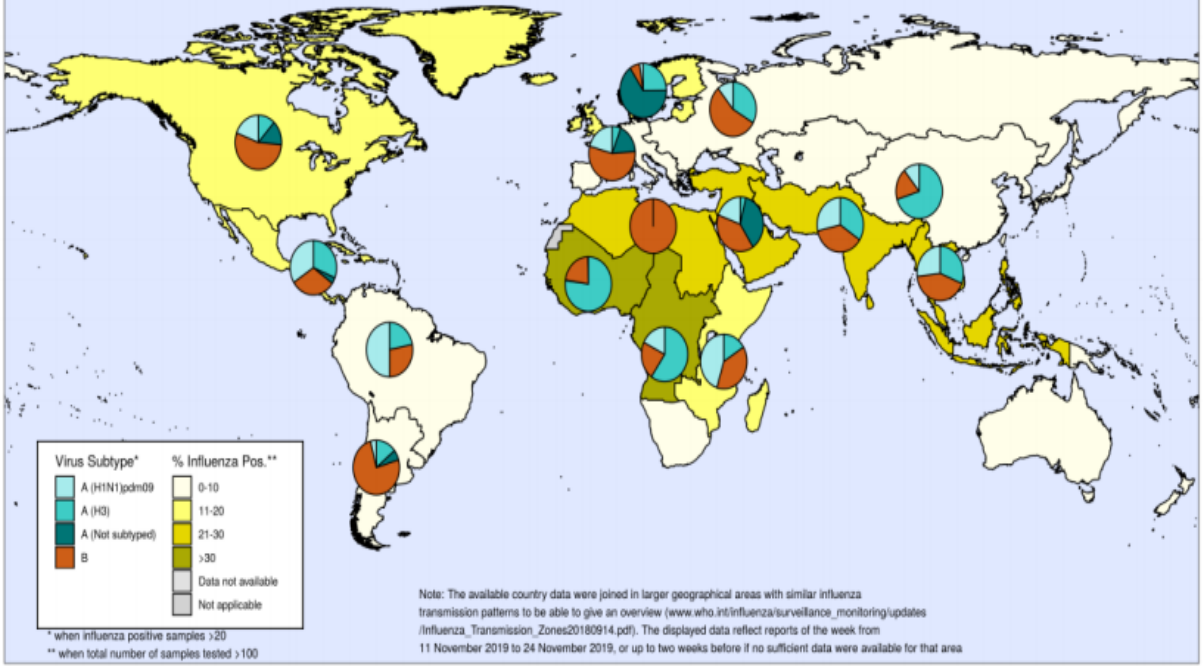 Virus Subtype*
A (H1N1)pdm09
A (H3)
A (Not subtyped)
B
% Influenza Pos.**
0-10
11-20
21-30
>30
Data not available
Not applicable
* when influenza positive samples >20
** when total number of samples tested >100
Note: The available country data were joined in larger geographical areas with similar influenza
transmission patterns to be able to give an overview (www.who.int/influenza/surveillance_monitoring/updates
/Influenza_Transmission_Zones20180914.pdf). The displayed data reflect reports of the week from
11 November 2019 to 24 November 2019, or up to two weeks before if no sufficient data were available for that area